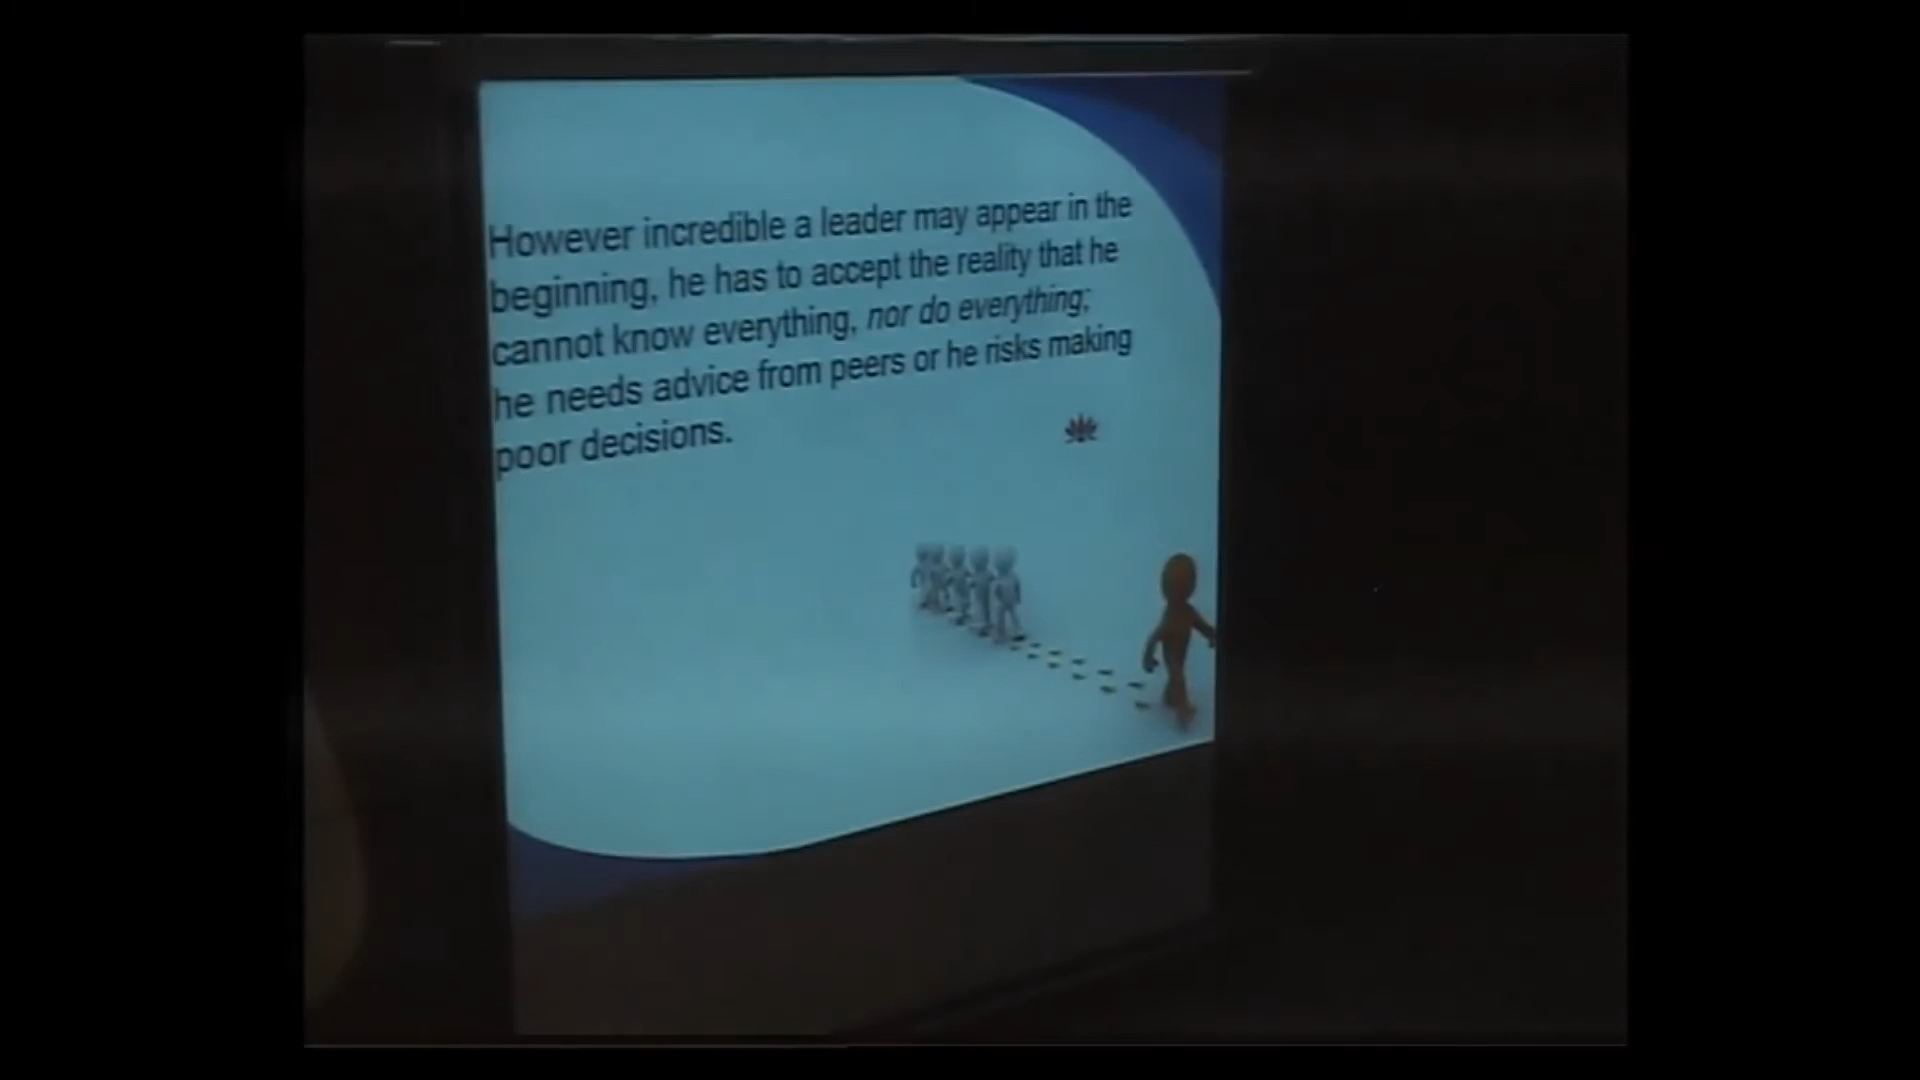 However incredible a leader may appear in the
beginning, he has to accept the reality that he
cannot know everything, nor do everything;
he needs advice from peers or he risks making
poor decisions.